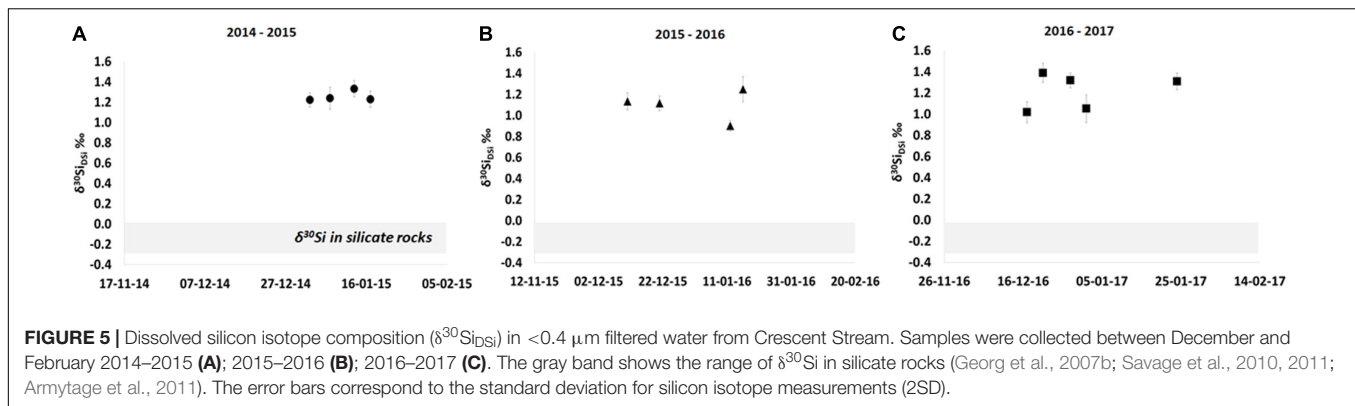 A
2014 - 2015
1.6
1.4
1.2
1.0
0.8
0.6
0.4
0.2
0.0
-0.2
-0.4
δ³⁰Si_DSi ‰
δ³⁰Si in silicate rocks
17-11-14 07-12-14 27-12-14 16-01-15 05-02-15
B
2015 - 2016
1.6
1.4
1.2
1.0
0.8
0.6
0.4
0.2
0.0
-0.2
-0.4
δ³⁰Si_DSi ‰
12-11-15 02-12-15 22-12-15 11-01-16 31-01-16 20-02-16
C
2016 - 2017
1.6
1.4
1.2
1.0
0.8
0.6
0.4
0.2
0.0
-0.2
-0.4
δ³⁰Si_DSi ‰
26-11-16 16-12-16 05-01-17 25-01-17 14-02-17
FIGURE 5 | Dissolved silicon isotope composition (δ³⁰Si_DSi) in <0.4 μm filtered water from Crescent Stream. Samples were collected between December and
February 2014–2015 (A); 2015–2016 (B); 2016–2017 (C). The gray band shows the range of δ³⁰Si in silicate rocks (Georg et al., 2007b; Savage et al., 2010, 2011;
Armytage et al., 2011). The error bars correspond to the standard deviation for silicon isotope measurements (2SD).